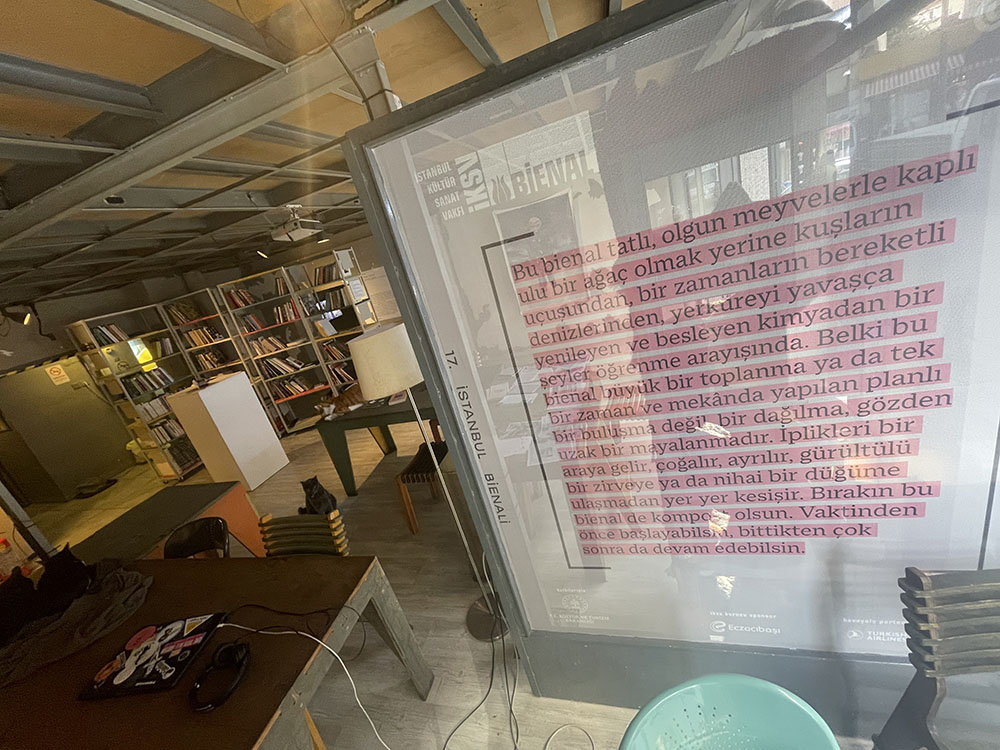 İSTANBUL
KÜLTÜR
SANAT
VAKFI
İKSV
BİENAL
Bu bienal tatlı, olgun meyvelerle kaplı
ulu bir ağaç olmak yerine kuşların
uçuşundan, bir zamanların bereketli
denizlerinden, yerküreyi yavaşça
yenileyen ve besleyen kimyadan bir
şeyler öğrenme arayışında. Belki bu
bienal büyük bir toplanma ya da tek
bir zaman ve mekânda yapılan planlı
bir buluşma değil, bir dağılma, gözden
uzak bir mayalanmadır. İplikleri bir
araya gelir, çoğalır, ayrılır, gürültülü
bir zirveye ya da nihai bir düğüme
ulaşmadan yer yer kesişir. Bırakın bu
bienal de kompost olsun. Vaktinden
önce başlayabilsin, bittikten çok
sonra da devam edebilsin.
17. İSTANBUL BİENALİ
Eczacıbaşı
TURKISH
AIRLINES